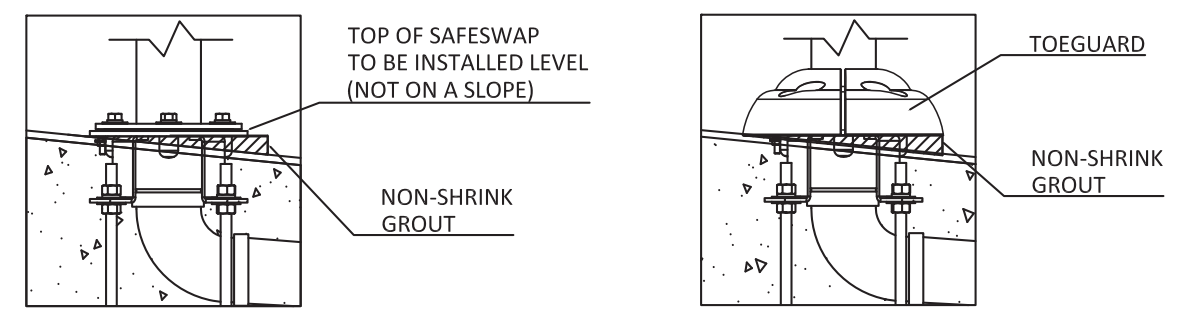 TOP OF SAFESWAP
TO BE INSTALLED LEVEL
(NOT ON A SLOPE)
NON-SHRINK
GROUT
TOEGUARD
NON-SHRINK
GROUT